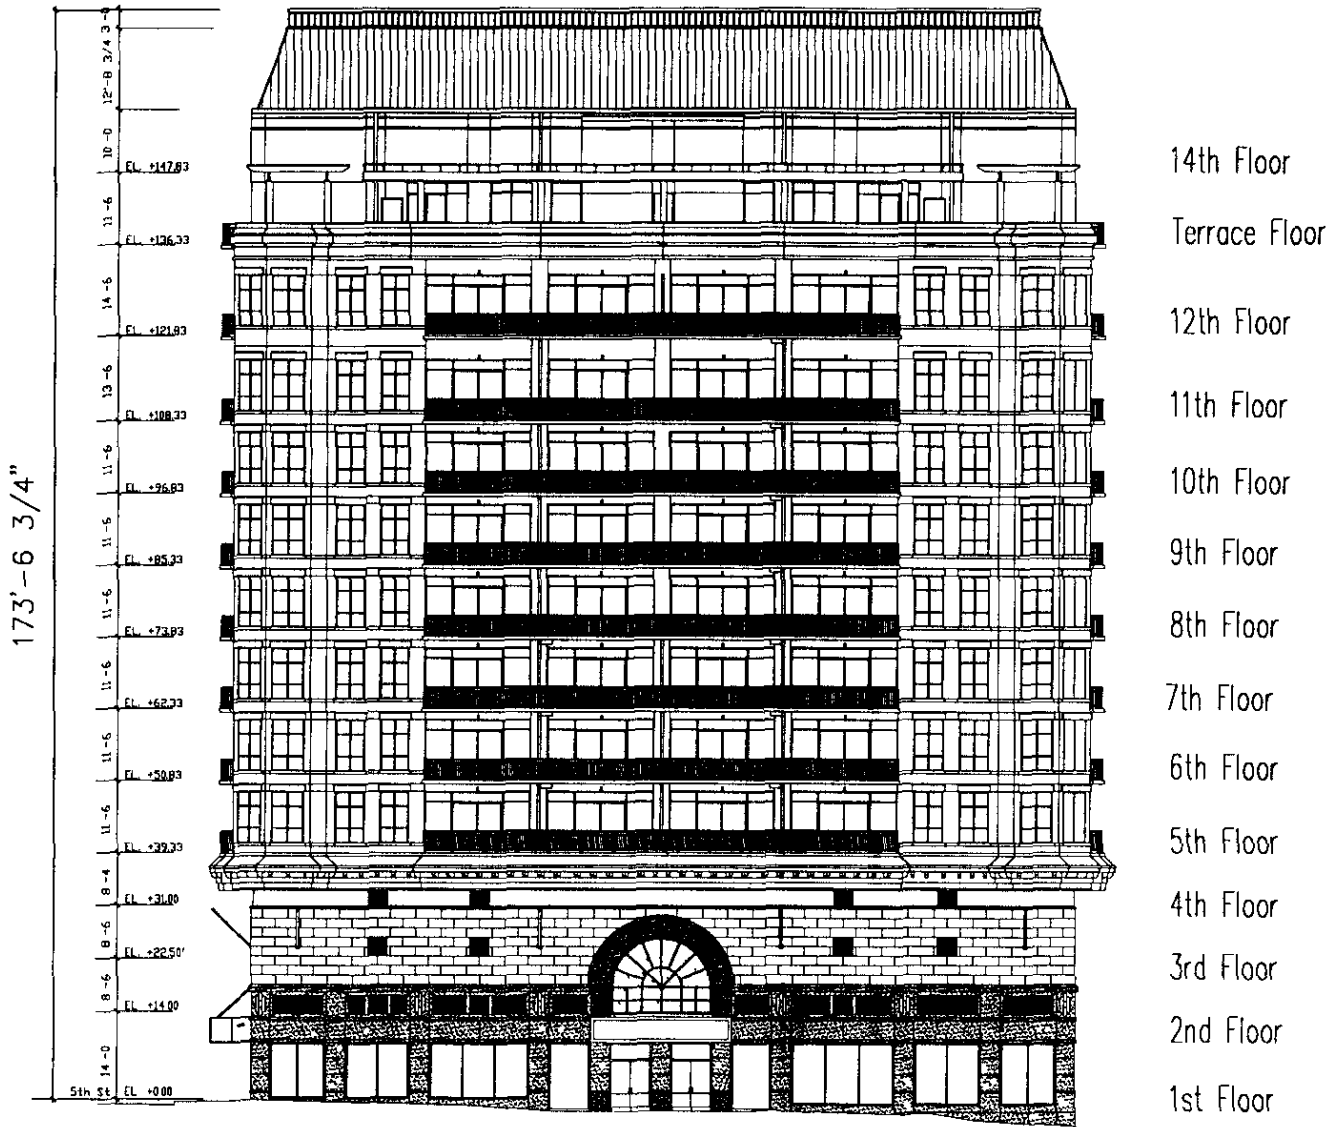 3-0
12'-8 3/4
10-0
EL. +147.83
14th Floor
11-6
EL. +136.33
Terrace Floor
14-6
EL. +121.83
12th Floor
13-6
EL. +108.33
11th Floor
11-6
EL. +96.83
10th Floor
11-6
EL. +85.33
9th Floor
11-6
EL. +73.83
8th Floor
173'-6 3/4"
11-6
EL. +62.33
7th Floor
11-6
EL. +50.83
6th Floor
11-6
EL. +39.33
5th Floor
8-4
EL. +31.00
4th Floor
8-6
EL. +22.50'
3rd Floor
8-6
EL. +14.00
2nd Floor
14-0
5th St EL +0.00
1st Floor